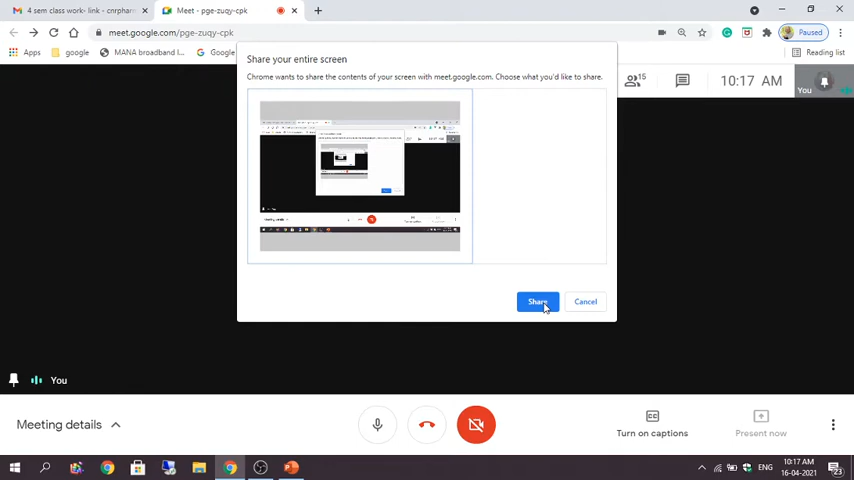 4 sem class work- link - cnrpharm
Meet - pge-zuqy-cpk
meet.google.com/pge-zuqy-cpk
Paused
Apps
google
MANA broadband I...
Google
Reading list
Share your entire screen
Chrome wants to share the contents of your screen with meet.google.com. Choose what you'd like to share.
15
10:17 AM
You
Share
Cancel
You
Meeting details
CC
Turn on captions
Present now
ENG
10:17 AM
16-04-2021
23